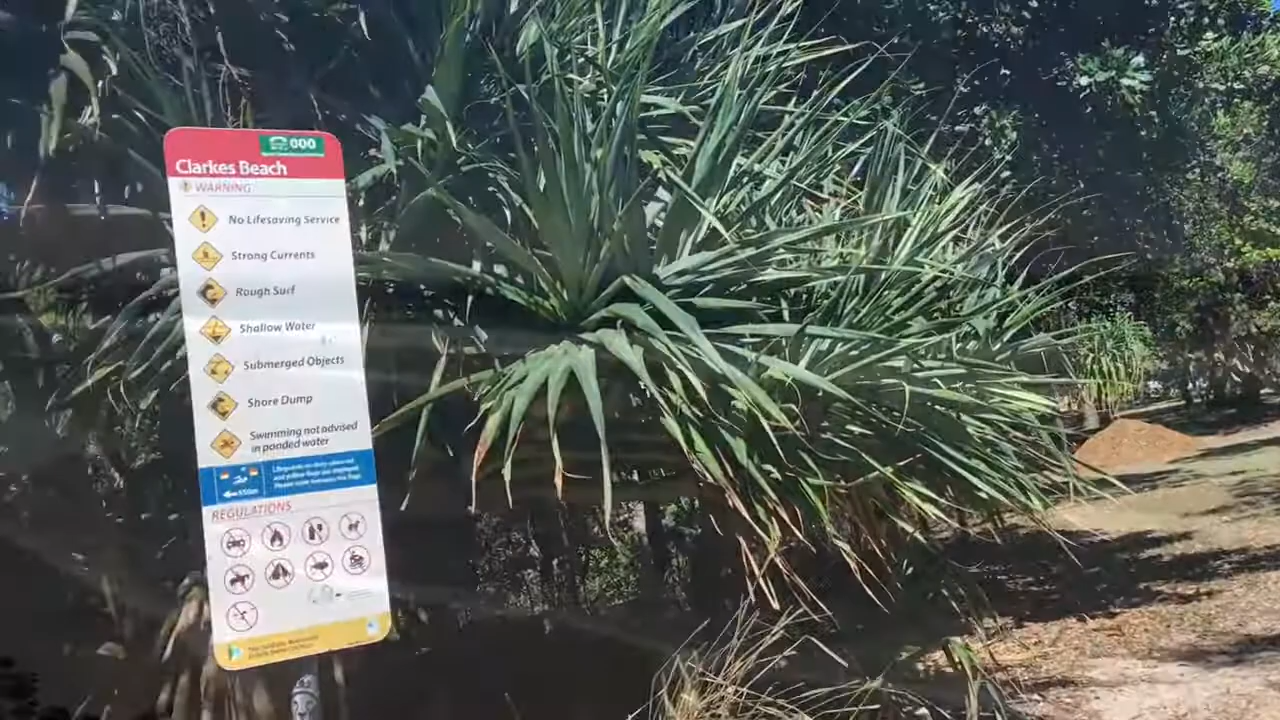 000
Clarkes Beach
WARNING
No Lifesaving Service
Strong Currents
Rough Surf
Shallow Water
Submerged Objects
Shore Dump
Swimming not advised
in ponded water
REGULATIONS